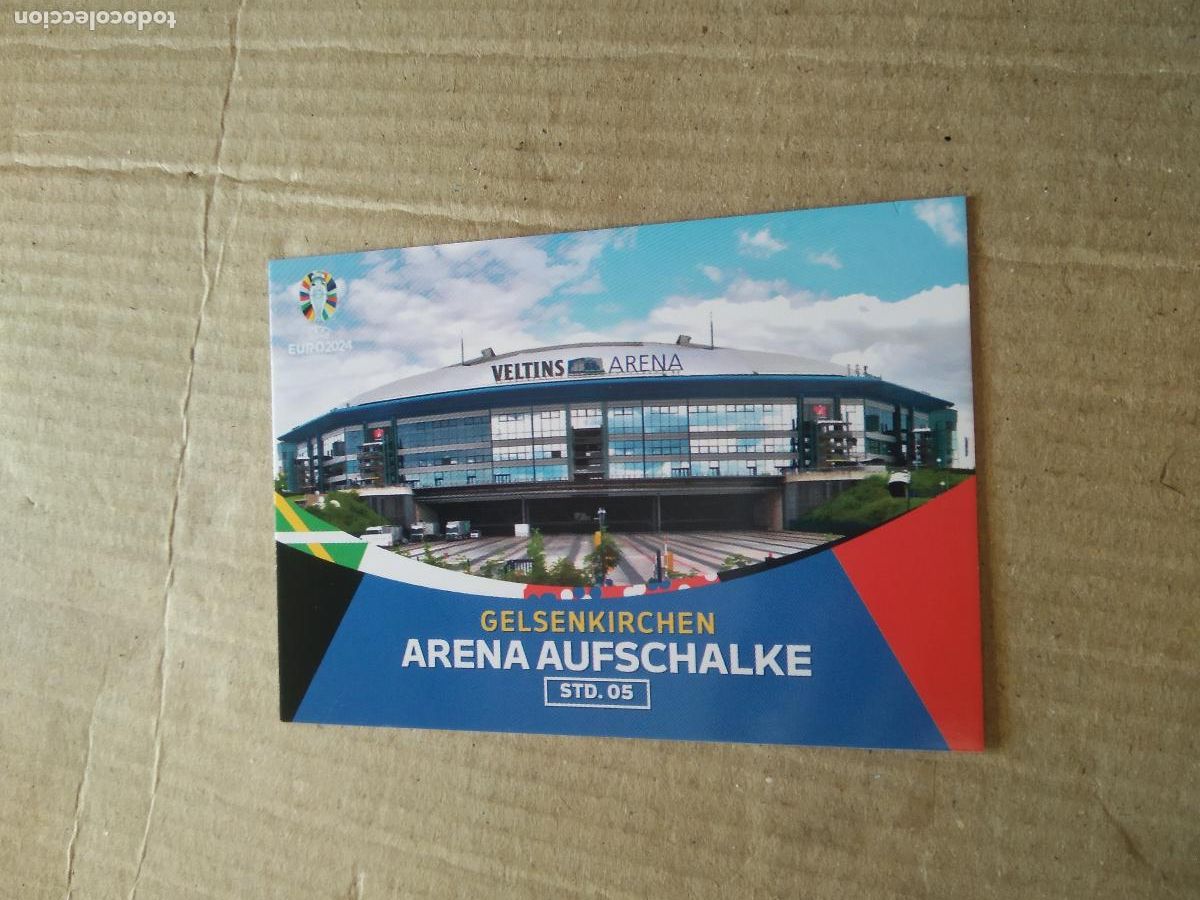 todocoleccion
EURO2024
VELTINS ARENA
GELSENKIRCHEN
ARENA AUFSCHALKE
STD. 05